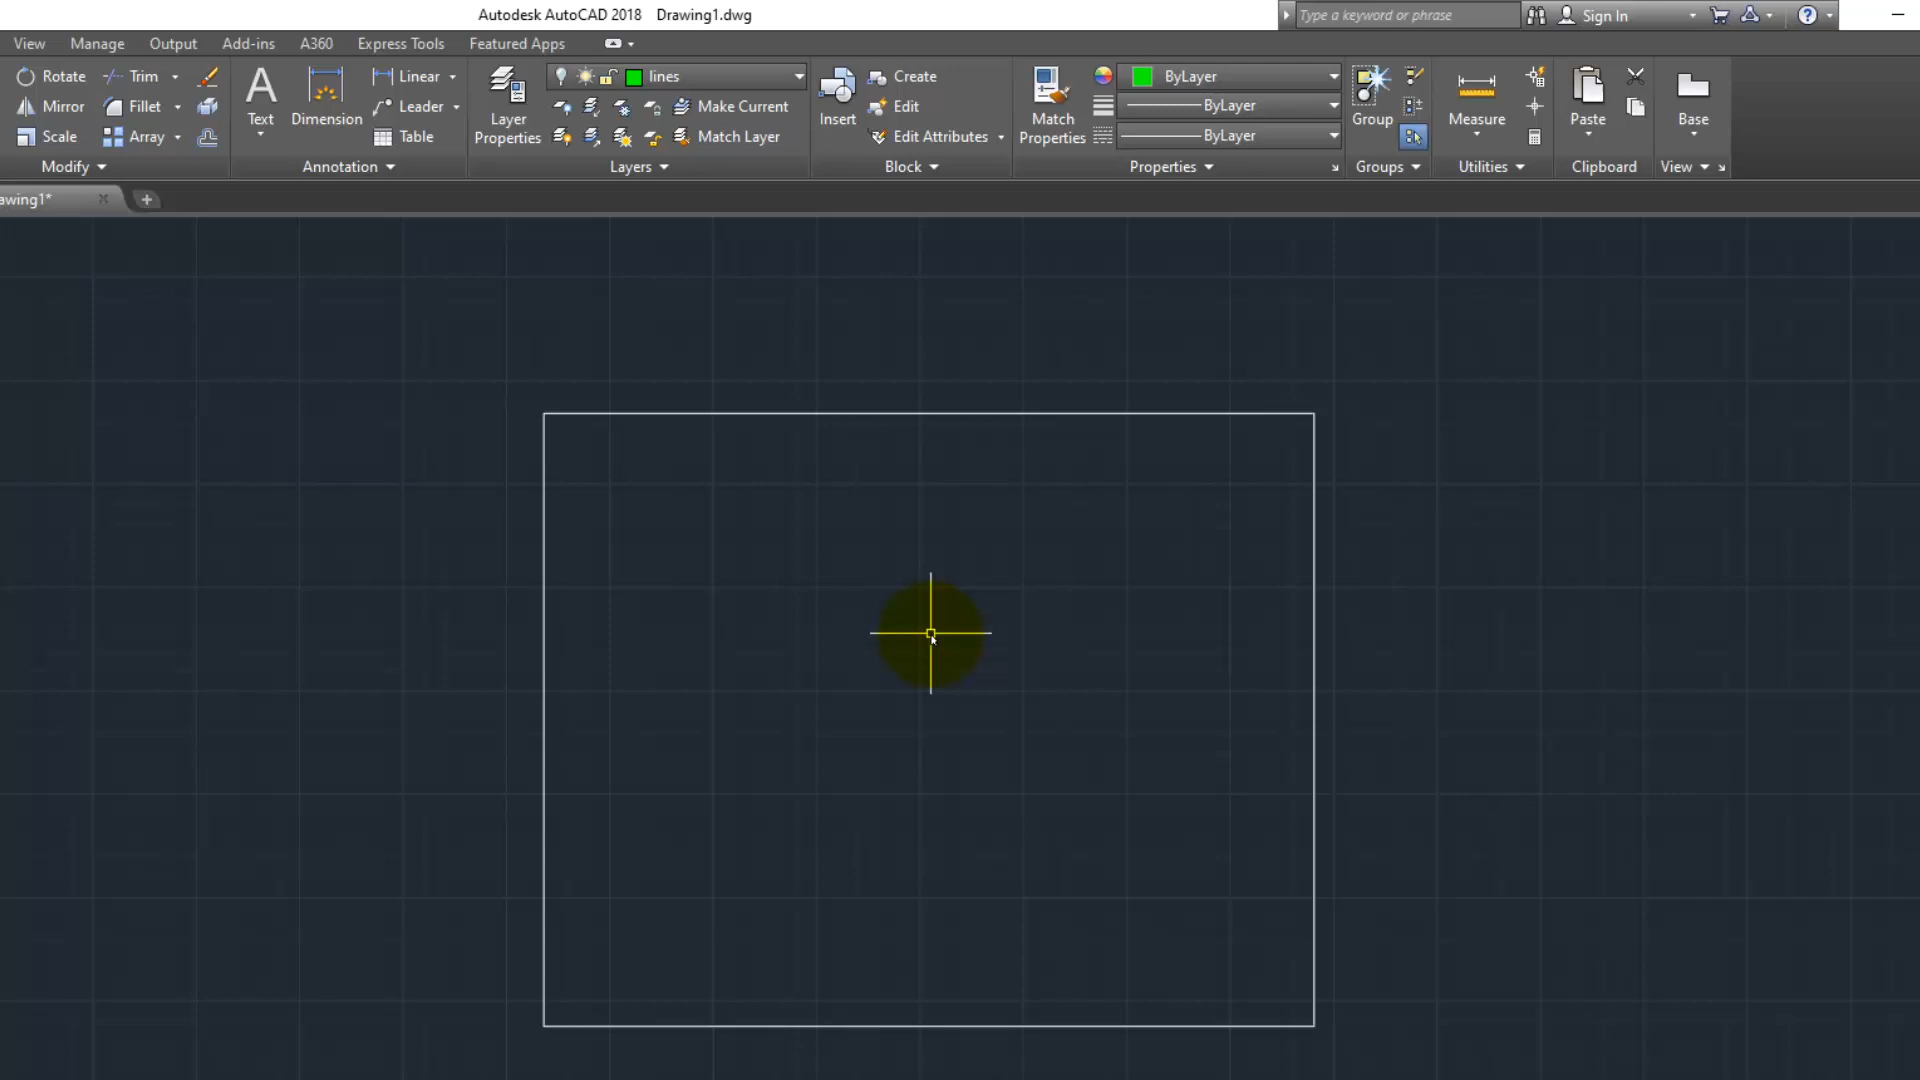 Autodesk AutoCAD 2018 Drawing1.dwg
Type a keyword or phrase
Sign In
View Manage Output Add-ins A360 Express Tools Featured Apps
Rotate Trim
Mirror Fillet
Scale Array
Modify
Text
Dimension
Linear
Leader
Table
Annotation
Layer
Properties
lines
Make Current
Match Layer
Layers
Insert
Create
Edit
Edit Attributes
Block
Match
Properties
ByLayer
ByLayer
ByLayer
Properties
Group
Groups
Measure
Utilities
Paste
Clipboard
Base
View
awing1*